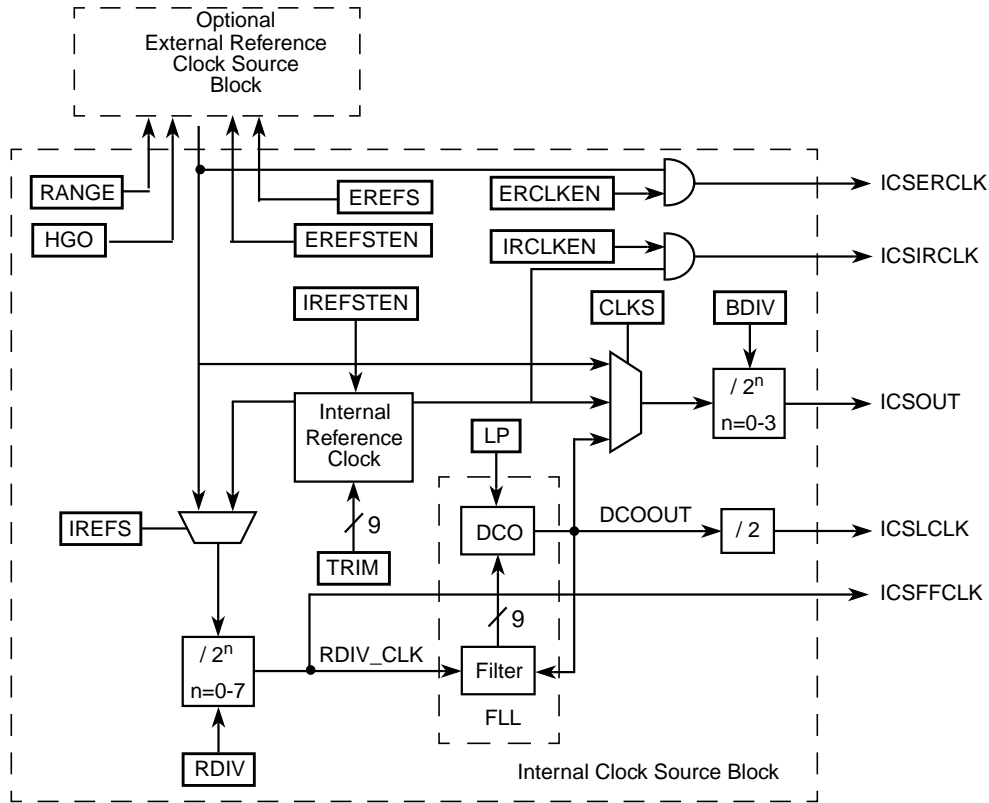 Optional
External Reference
Clock Source
Block
RANGE
HGO
EREFS
EREFSTEN
ERCLKEN
IRCLKEN
ICSERCLK
ICSIRCLK
IREFSTEN
CLKS
BDIV
Internal
Reference
Clock
/ 2n
n=0-3
ICSOUT
LP
IREFS
9
TRIM
DCO
DCOOUT
/ 2
ICSLCLK
ICSFFCLK
9
/ 2n
n=0-7
RDIV_CLK
Filter
FLL
RDIV
Internal Clock Source Block